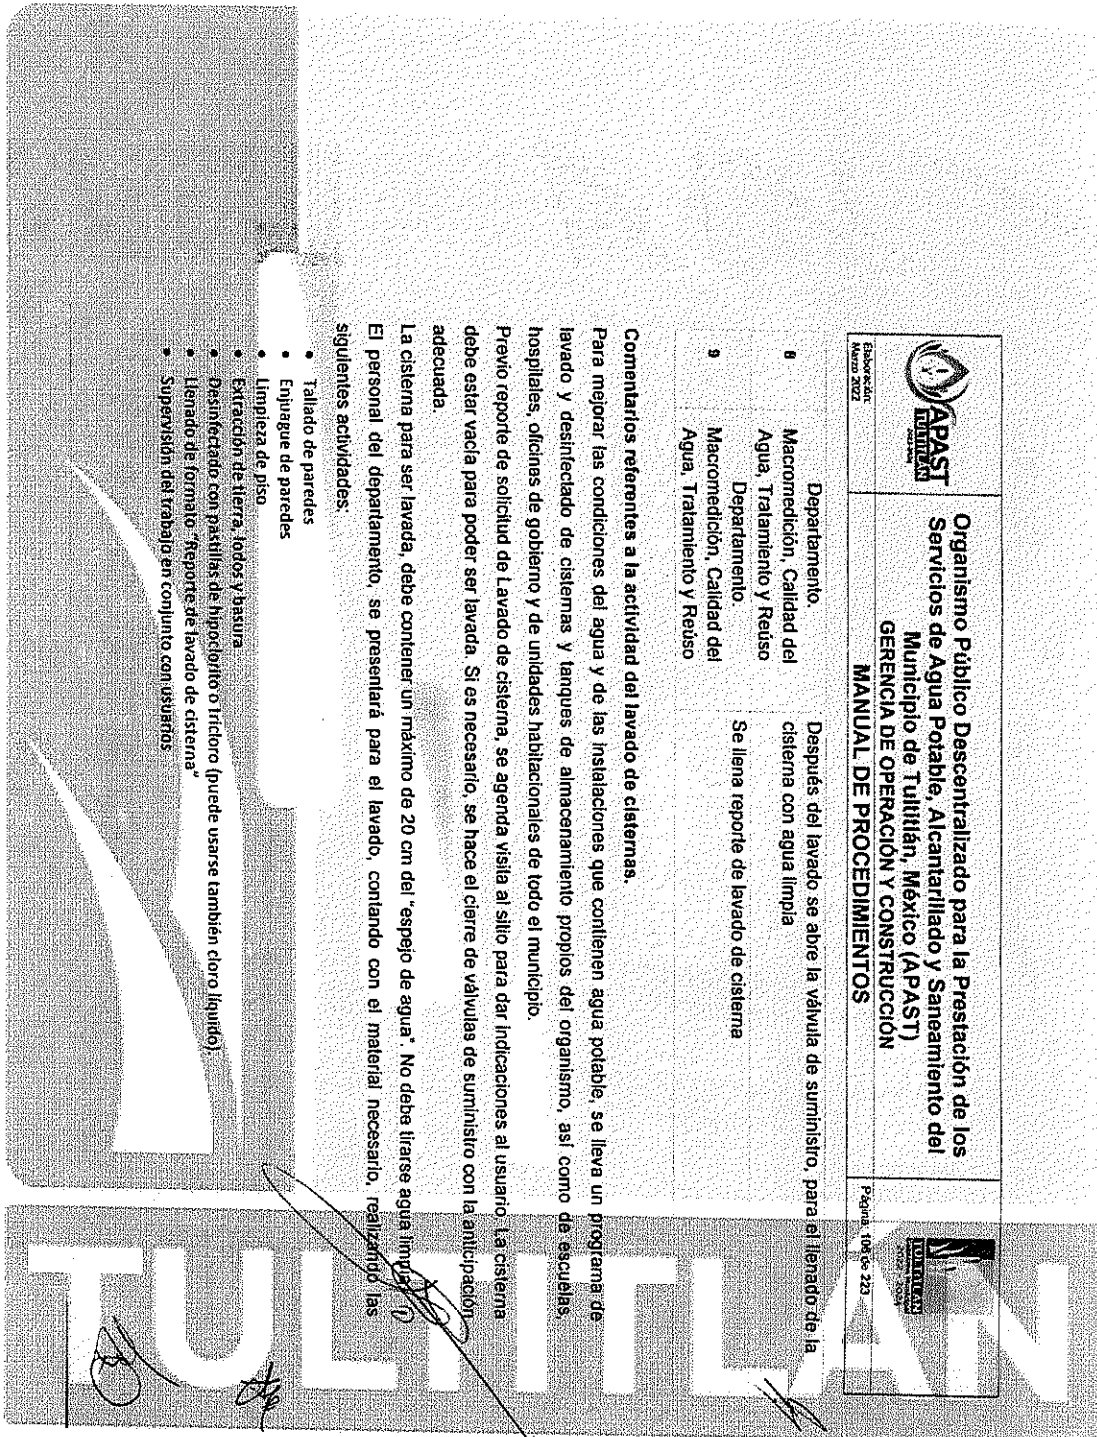 APAST
TULTITLÁN
Elaboración:
Marzo 2022
Organismo Público Descentralizado para la Prestación de los
Servicios de Agua Potable, Alcantarillado y Saneamiento del
Municipio de Tultitlán, México (APAST)
GERENCIA DE OPERACIÓN Y CONSTRUCCIÓN
MANUAL DE PROCEDIMIENTOS
TULTITLÁN
Página: 106 de 223
Departamento.
8 Macromedición, Calidad del
Agua, Tratamiento y Reúso
Después del lavado se abre la válvula de suministro, para el llenado de la
cisterna con agua limpia
Departamento.
9 Macromedición, Calidad del
Agua, Tratamiento y Reúso
Se llena reporte de lavado de cisterna
Comentarios referentes a la actividad del lavado de cisternas.
Para mejorar las condiciones del agua y de las instalaciones que contienen agua potable, se lleva un programa de
lavado y desinfectado de cisternas y tanques de almacenamiento propios del organismo, así como de escuelas,
hospitales, oficinas de gobierno y de unidades habitacionales de todo el municipio.
Previo reporte de solicitud de Lavado de cisterna, se agenda visita al sitio para dar indicaciones al usuario. La cisterna
debe estar vacía para poder ser lavada. Si es necesario, se hace el cierre de válvulas de suministro con la anticipación
adecuada.
La cisterna para ser lavada, debe contener un máximo de 20 cm del "espejo de agua". No debe tirarse agua limpia.
El personal del departamento, se presentará para el lavado, contando con el material necesario, realizando las
siguientes actividades:
• Tallado de paredes
• Enjuague de paredes
• Limpieza de piso
• Extracción de tierra, lodos y basura
• Desinfectado con pastillas de hipoclorito o Tricloro (puede usarse también cloro líquido).
• Llenado de formato "Reporte de lavado de cisterna"
• Supervisión del trabajo en conjunto con usuarios
TULTITLÁN